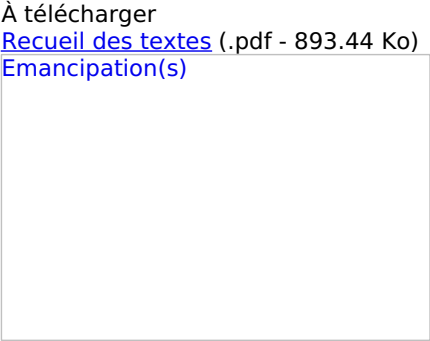 À télécharger
Recueil des textes (.pdf - 893.44 Ko)
Emancipation(s)